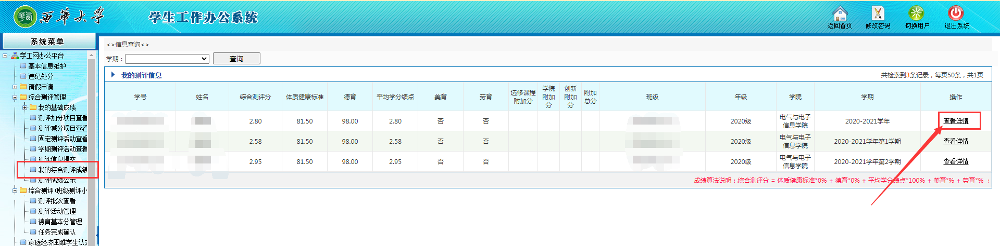 西华大学
学生工作办公系统
返回首页 修改密码 切换用户 退出系统
系统菜单
学工网办公平台
基本信息维护
违纪处分
请假申请
综合测评管理
我的基础成绩
测评加分项目查看
测评减分项目查看
固定测评活动查看
学期测评活动查看
测评信息提交
我的综合测评成绩
测评成绩公示
综合测评(班级测评小
测评批次查看
测评活动管理
德育基本分管理
任务完成确认
家庭经济困难学生认定
<>信息查询<>
学期： 查询
我的测评信息 共检索到3条记录，每页50条，共1页
学号 姓名 综合测评分 体质健康标准 德育 平均学分绩点 美育 劳育 选修课程附加分 学院附加分 创新附加分 附加总分 班级 年级 学院 学期 操作
2.80 81.50 98.00 2.80 否 否 2020级 电气与电子信息学院 2020-2021学年 查看详情
2.58 81.50 98.00 2.58 否 否 2020级 电气与电子信息学院 2020-2021学年第1学期 查看详情
2.95 81.50 98.00 2.95 否 否 2020级 电气与电子信息学院 2020-2021学年第2学期 查看详情
成绩算法说明：综合测评分 = 体质健康标准*0% + 德育*0% + 平均学分绩点*100% + 美育*% + 劳育*% ；